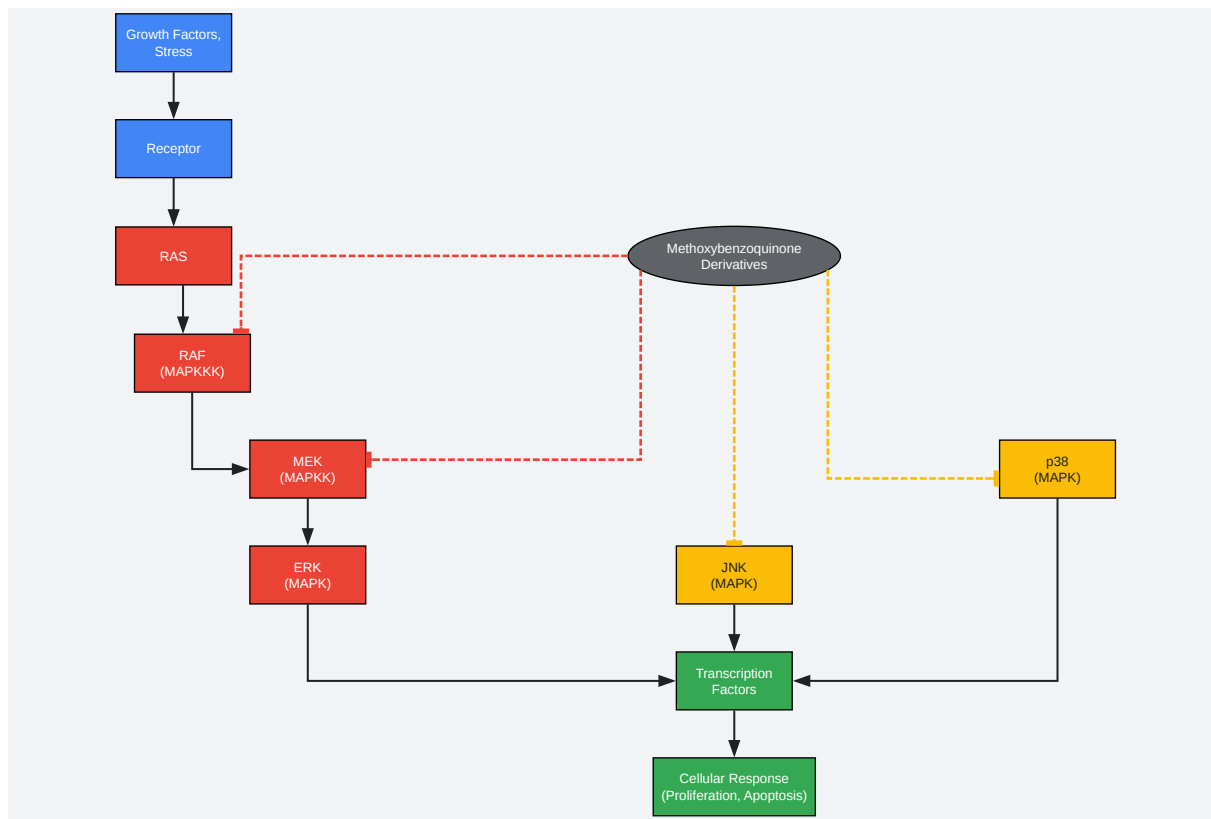 Growth Factors,
Stress
Receptor
RAS
Methoxybenzoquinone
Derivatives
RAF
(MAPKKK)
MEK
(MAPKK)
p38
(MAPK)
ERK
(MAPK)
JNK
(MAPK)
Transcription
Factors
Cellular Response
(Proliferation, Apoptosis)